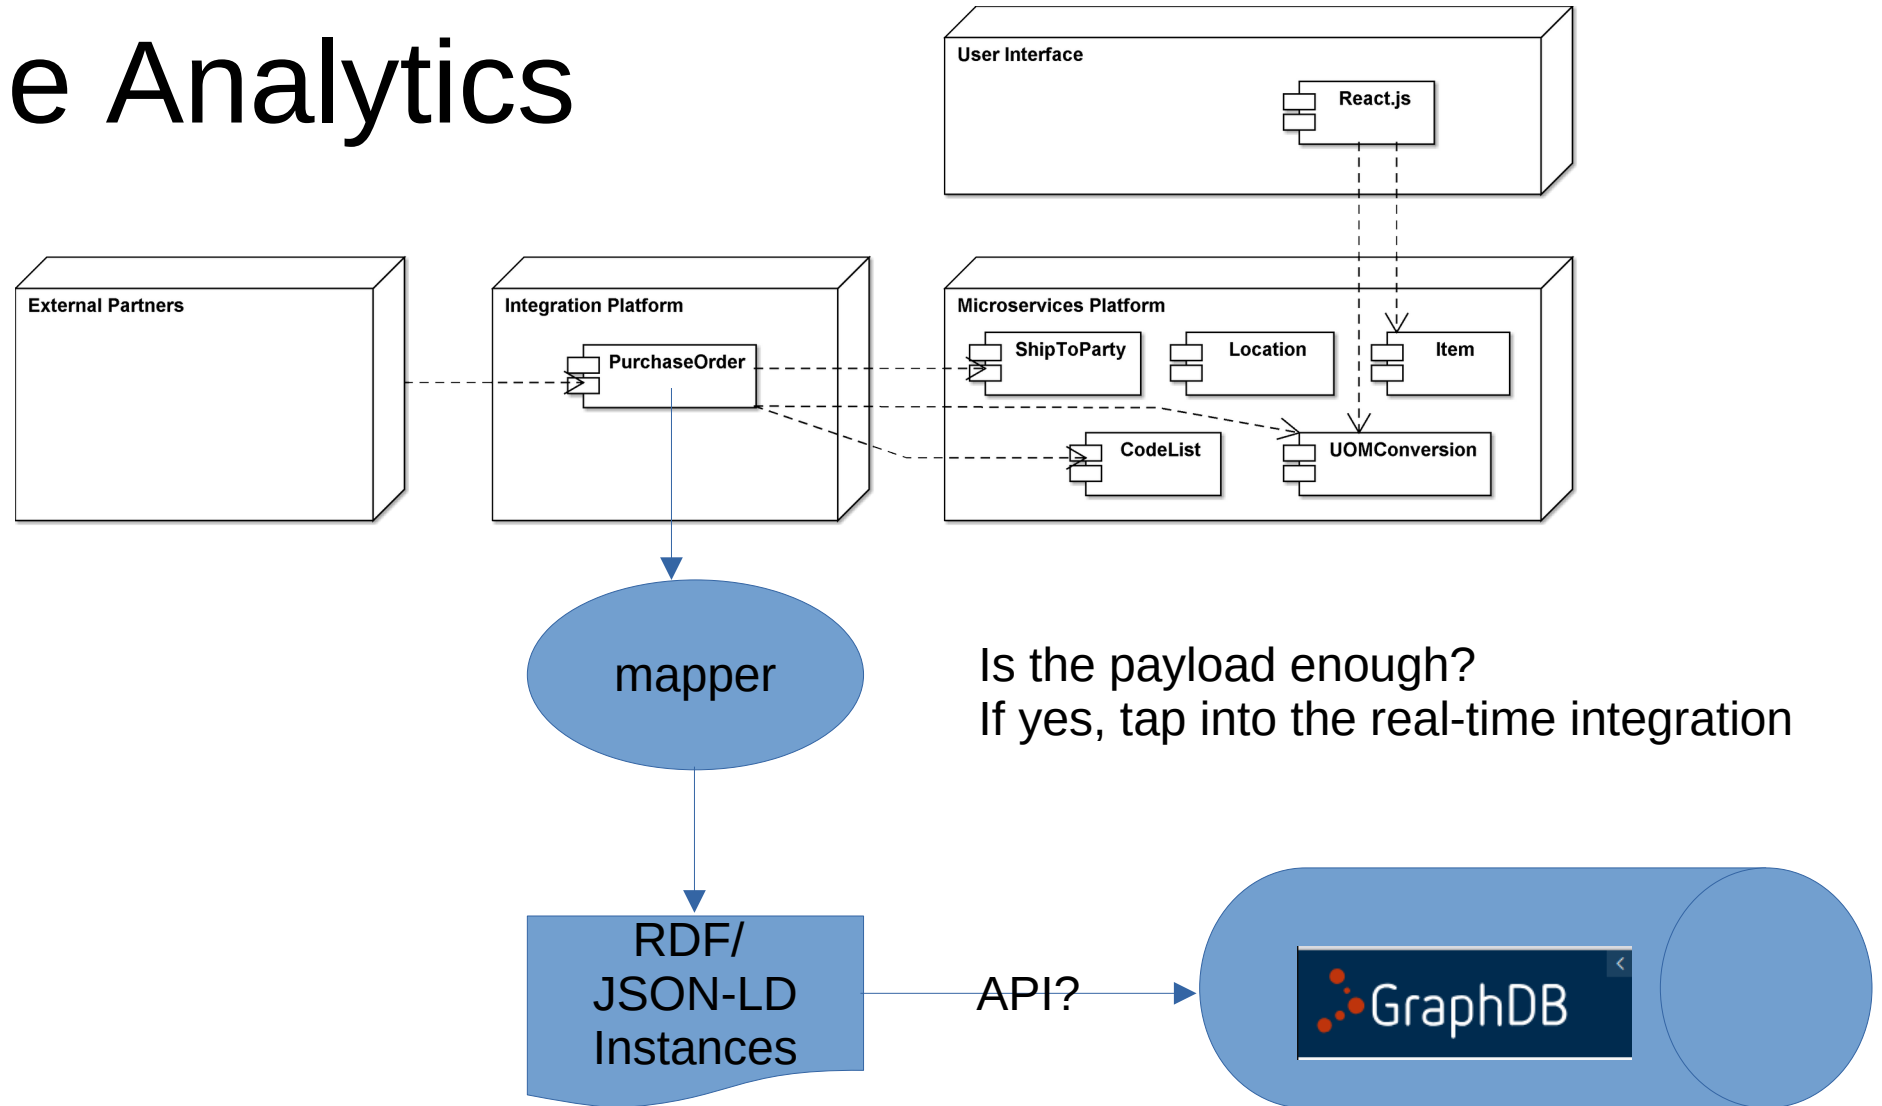 e Analytics
User Interface
React.js
External Partners
Integration Platform
PurchaseOrder
Microservices Platform
ShipToParty
Location
Item
CodeList
UOMConversion
mapper
Is the payload enough?
If yes, tap into the real-time integration
RDF/
JSON-LD
Instances
API?
GraphDB